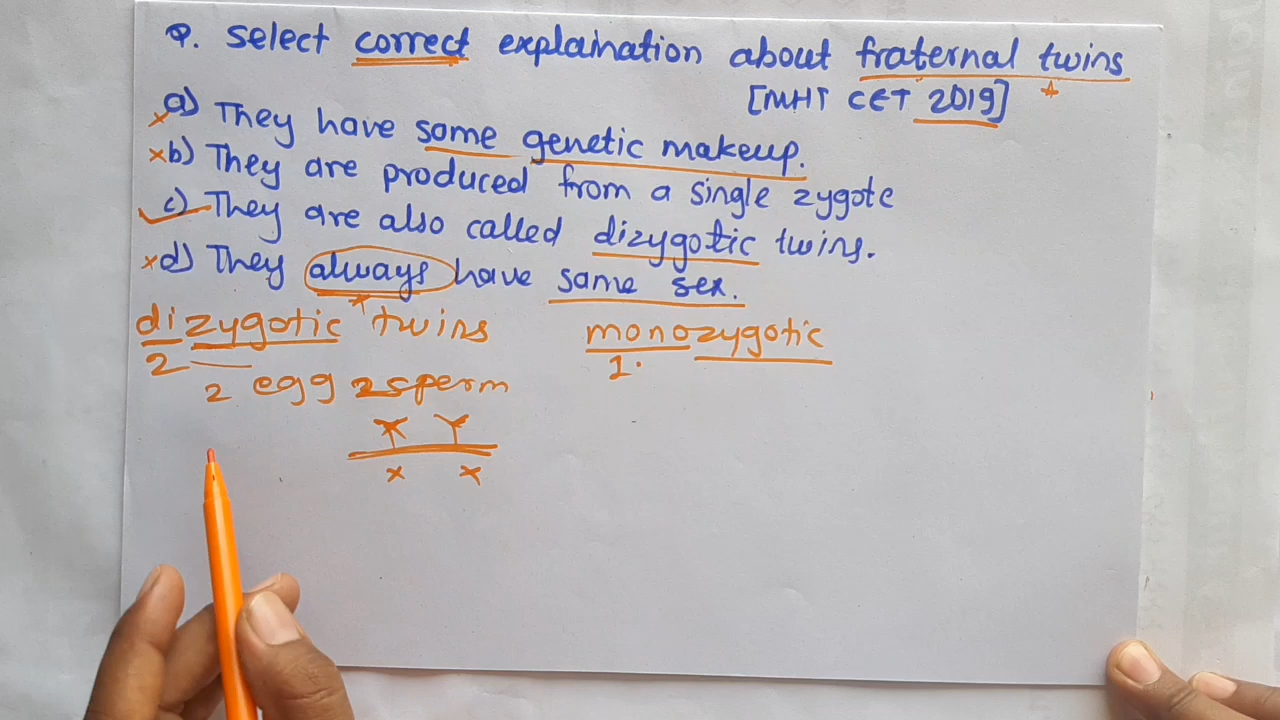 Q. Select correct explaination about fraternal twins
[MHT CET 2019]
a) They have same genetic makeup.
b) They are produced from a single zygote
c) They are also called dizygotic twins.
d) They always have same sex.
dizygotic twins monozygotic
2 1.
2 egg 2 sperm
X Y
x x